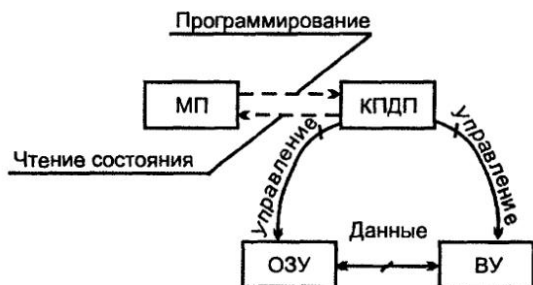 Программирование
МП
КПДП
Чтение состояния
Управление
Управление
Данные
ОЗУ
ВУ